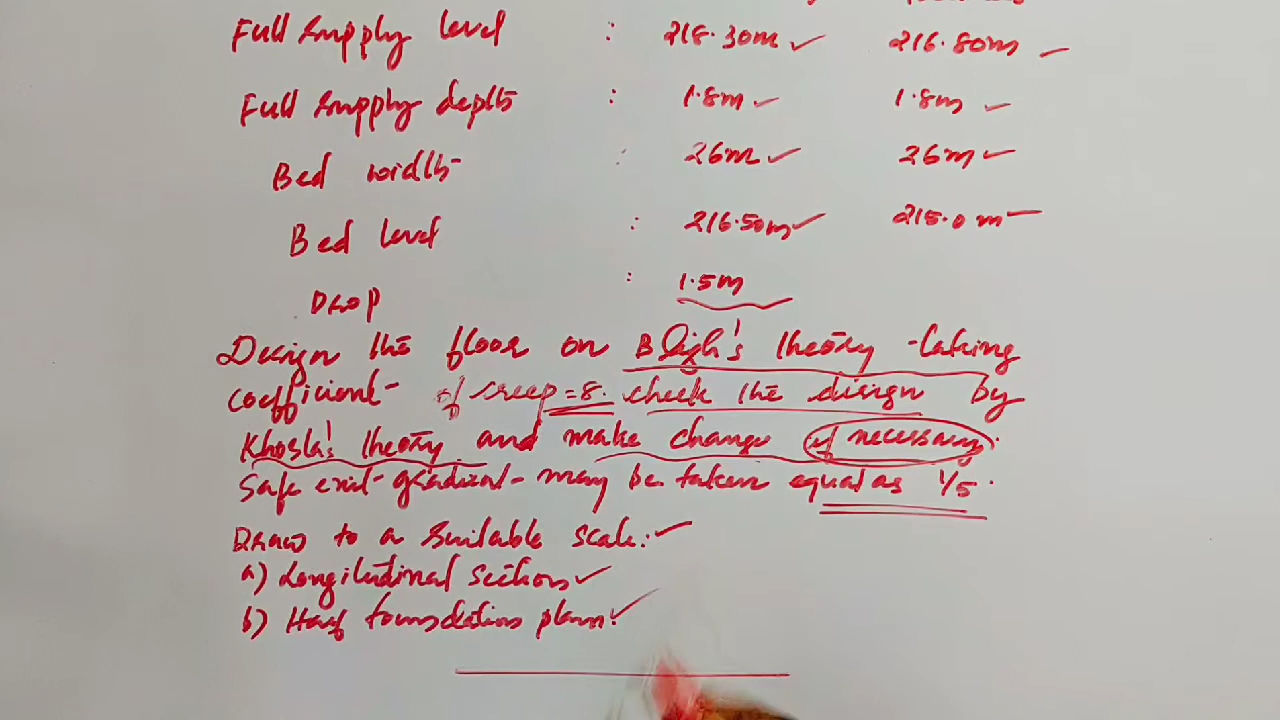 Full supply level : 218.30m 216.80m
Full supply depth : 1.8m 1.8m
Bed width : 26m 26m
Bed level : 216.50m 215.0 m
Drop : 1.5m
Design the floor on Bligh's theory taking
coefficient of creep=8. check the design by
Khosla's theory and make change if necessary.
Safe exit gradient may be taken equal as 1/5.
Draw to a suitable scale:
a) Longitudinal section
b) Half foundation plan.